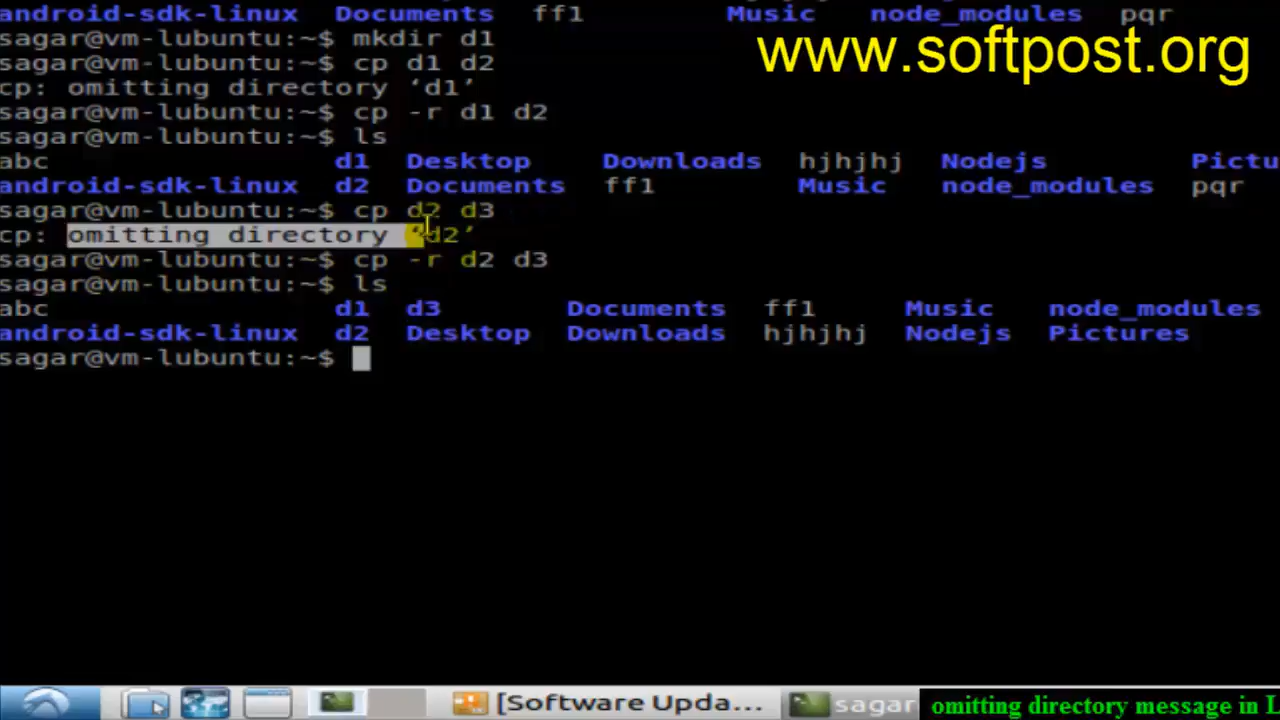 android-sdk-linux Documents ff1 Music node_modules pqr
sagar@vm-lubuntu:~$ mkdir d1
www.softpost.org
sagar@vm-lubuntu:~$ cp d1 d2
cp: omitting directory ‘d1’
sagar@vm-lubuntu:~$ cp -r d1 d2
sagar@vm-lubuntu:~$ ls
abc d1 Desktop Downloads hjhjhj Nodejs Pictu
android-sdk-linux d2 Documents ff1 Music node_modules pqr
sagar@vm-lubuntu:~$ cp d2 d3
cp: omitting directory ‘d2’
sagar@vm-lubuntu:~$ cp -r d2 d3
sagar@vm-lubuntu:~$ ls
abc d1 d3 Documents ff1 Music node_modules
android-sdk-linux d2 Desktop Downloads hjhjhj Nodejs Pictures
sagar@vm-lubuntu:~$
[Software Upda... sagar omitting directory message in L